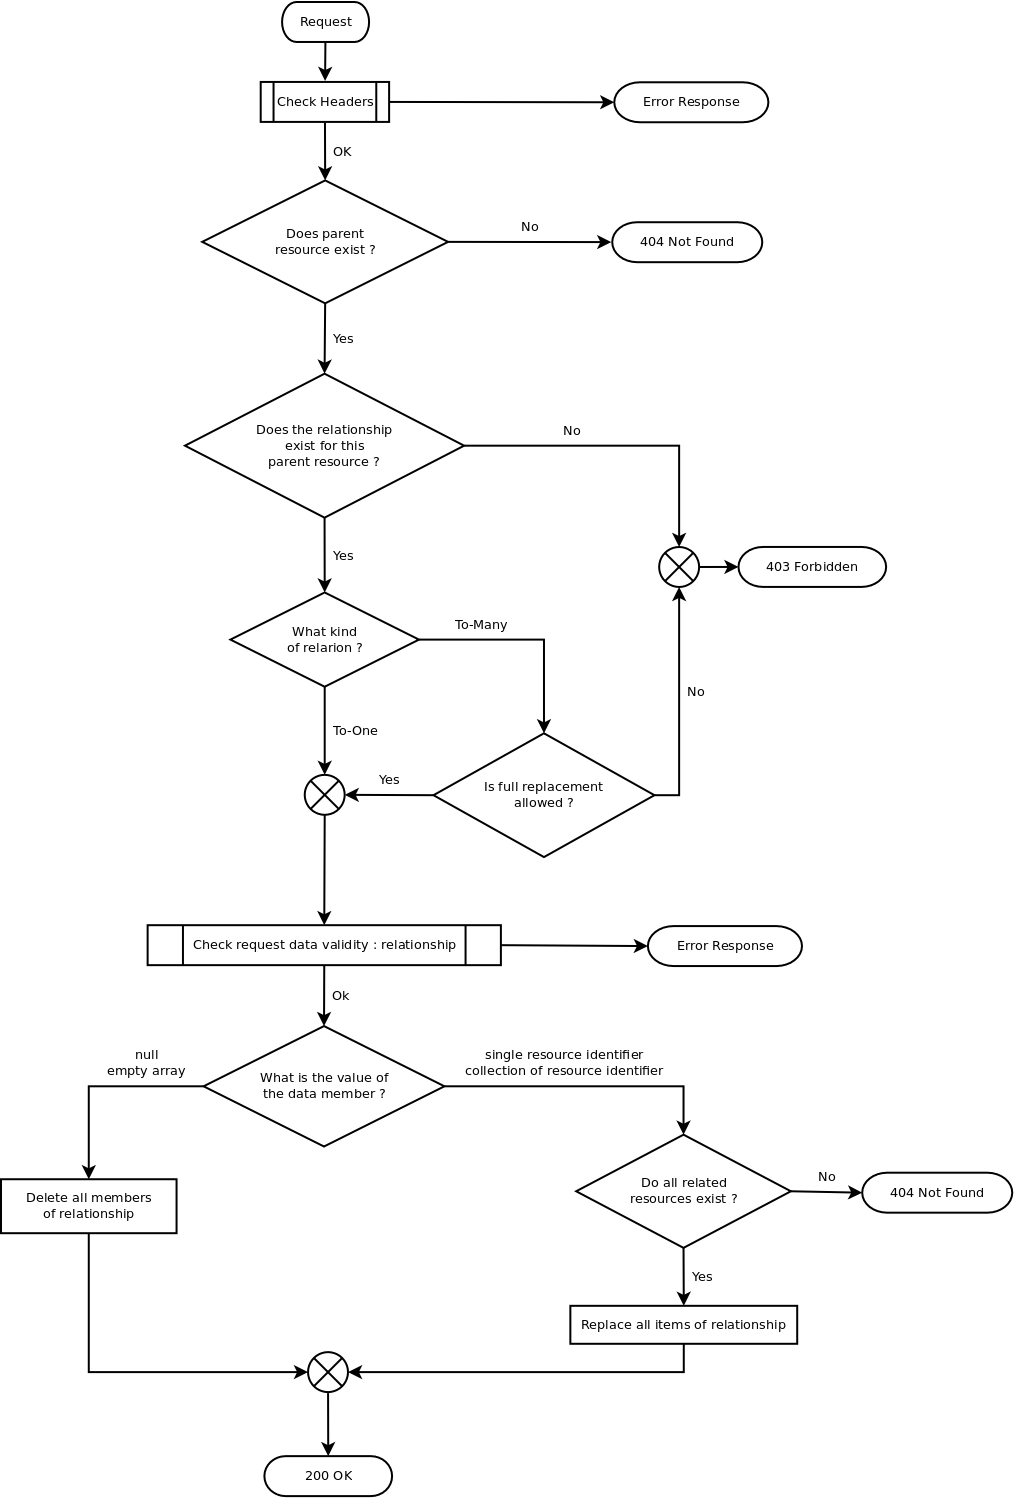 Request
Check Headers
Error Response
OK
Does parent
resource exist ?
No
404 Not Found
Yes
Does the relationship
exist for this
parent resource ?
No
Yes
403 Forbidden
What kind
of relarion ?
To-Many
No
To-One
Is full replacement
allowed ?
Yes
Check request data validity : relationship
Error Response
Ok
What is the value of
the data member ?
null
empty array
single resource identifier
collection of resource identifier
Delete all members
of relationship
Do all related
resources exist ?
No
404 Not Found
Yes
Replace all items of relationship
200 OK